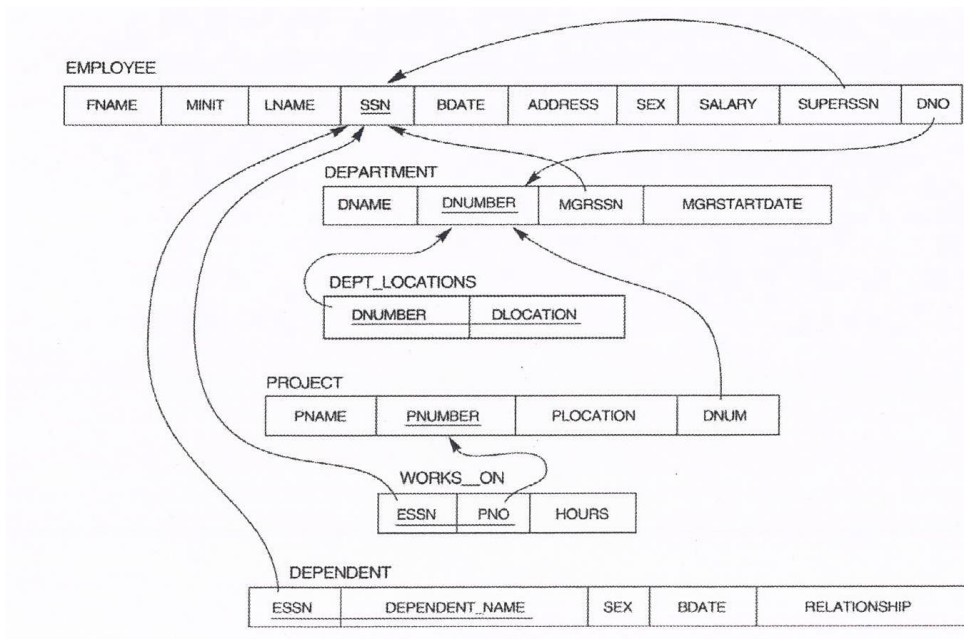 EMPLOYEE
FNAME MINIT LNAME SSN BDATE ADDRESS SEX SALARY SUPERSSN DNO
DEPARTMENT
DNAME DNUMBER MGRSSN MGRSTARTDATE
DEPT_LOCATIONS
DNUMBER DLOCATION
PROJECT
PNAME PNUMBER PLOCATION DNUM
WORKS__ON
ESSN PNO HOURS
DEPENDENT
ESSN DEPENDENT_NAME SEX BDATE RELATIONSHIP